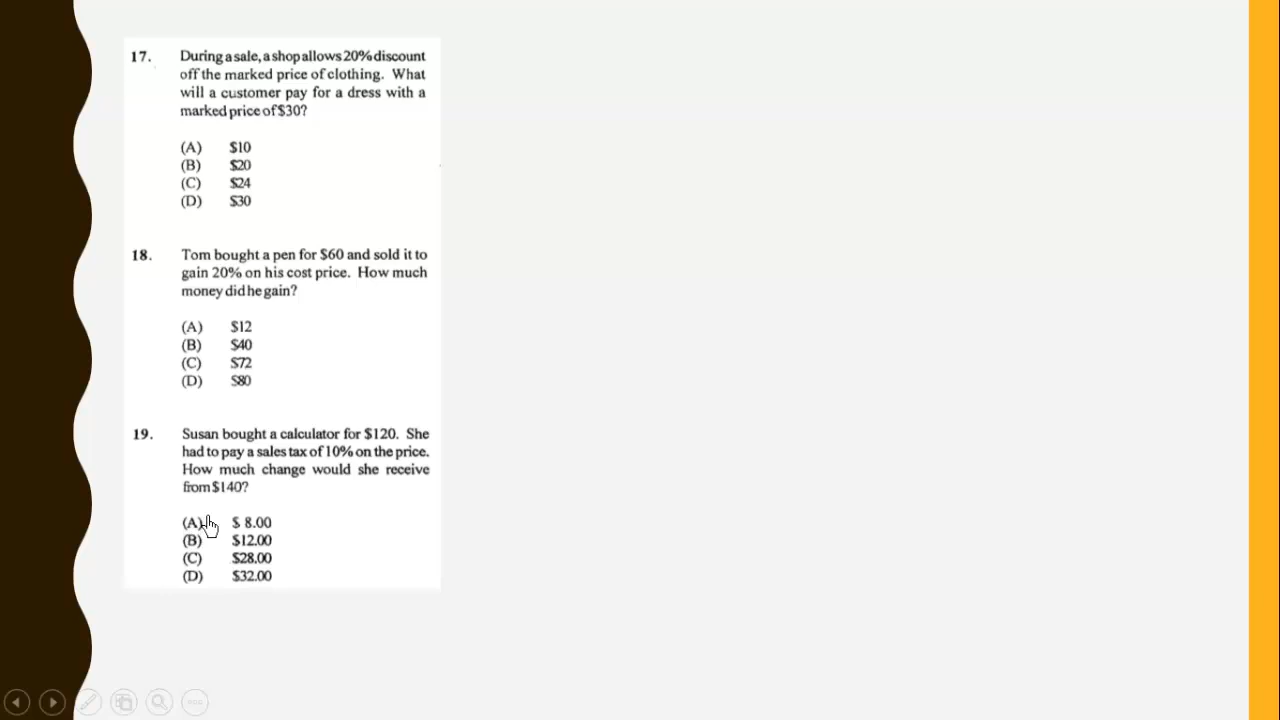 17. During a sale, a shop allows 20% discount
off the marked price of clothing. What
will a customer pay for a dress with a
marked price of $30?
(A) $10
(B) $20
(C) $24
(D) $30
18. Tom bought a pen for $60 and sold it to
gain 20% on his cost price. How much
money did he gain?
(A) $12
(B) $40
(C) $72
(D) $80
19. Susan bought a calculator for $120. She
had to pay a sales tax of 10% on the price.
How much change would she receive
from $140?
(A) $ 8.00
(B) $12.00
(C) $28.00
(D) $32.00